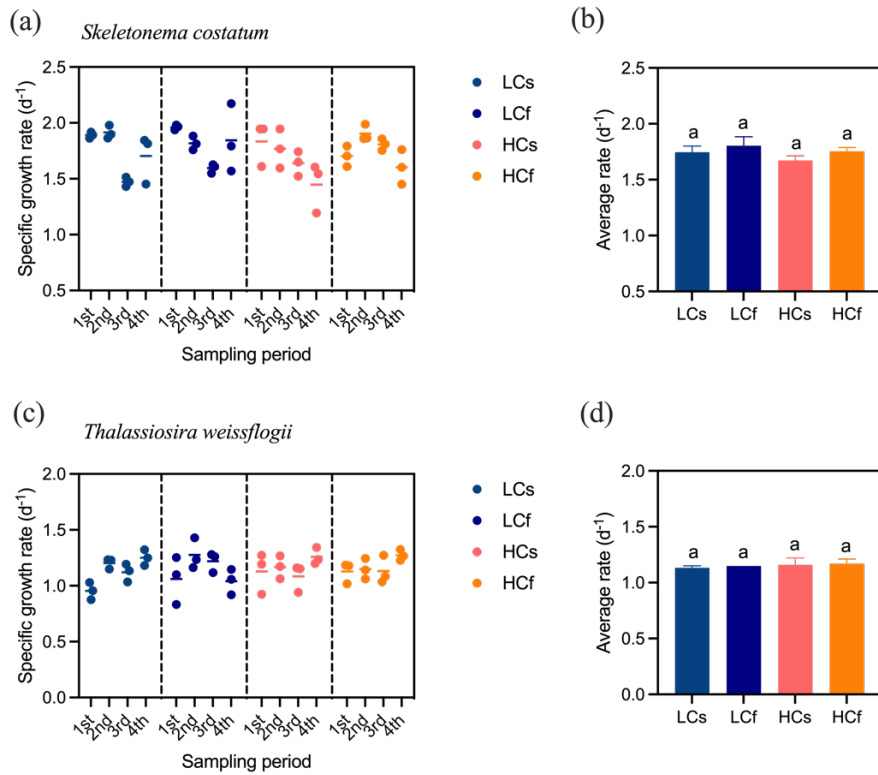 (a)
Skeletonema costatum
Specific growth rate (d⁻¹)
2.5
2.0
1.5
1.0
0.5
1st 2nd 3rd 4th 1st 2nd 3rd 4th 1st 2nd 3rd 4th 1st 2nd 3rd 4th
Sampling period
LCs
LCf
HCs
HCf
(b)
Average rate (d⁻¹)
2.5
2.0
1.5
1.0
0.5
a a a a
LCs LCf HCs HCf
(c)
Thalassiosira weissflogii
Specific growth rate (d⁻¹)
2.0
1.5
1.0
0.5
0.0
1st 2nd 3rd 4th 1st 2nd 3rd 4th 1st 2nd 3rd 4th 1st 2nd 3rd 4th
Sampling period
LCs
LCf
HCs
HCf
(d)
Average rate (d⁻¹)
2.0
1.5
1.0
0.5
0.0
a a a a
LCs LCf HCs HCf